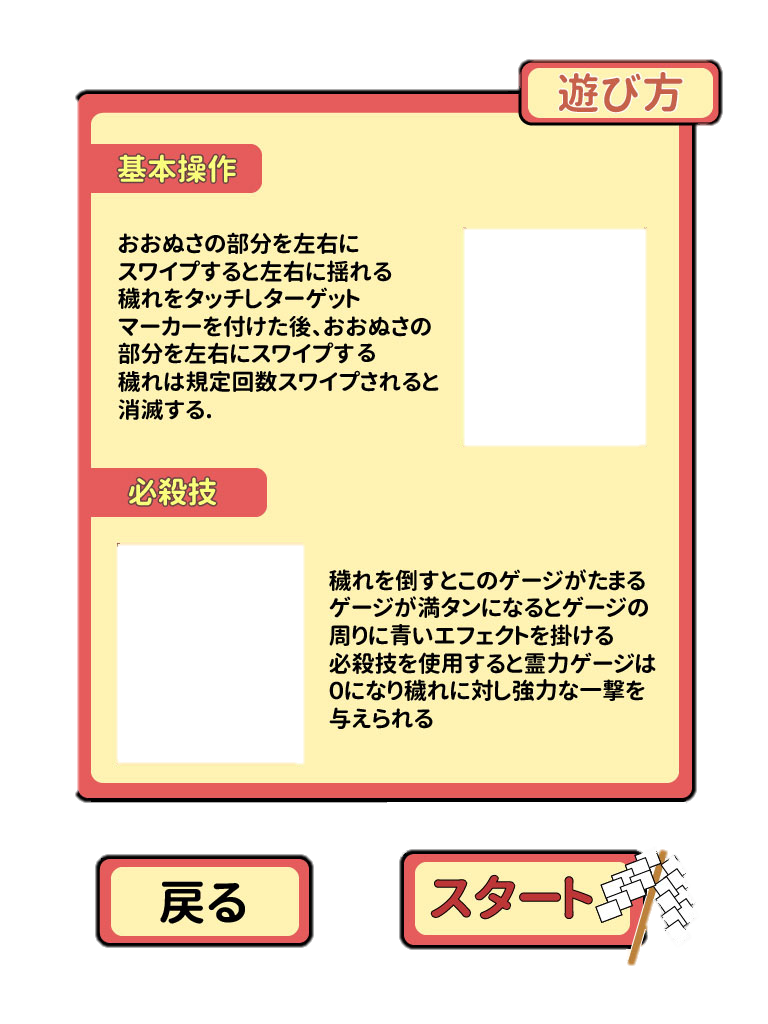 遊び方
基本操作
おおぬさの部分を左右に
スワイプすると左右に揺れる
穢れをタッチしターゲット
マーカーを付けた後、おおぬさの
部分を左右にスワイプする
穢れは規定回数スワイプされると
消滅する.
必殺技
穢れを倒すとこのゲージがたまる
ゲージが満タンになるとゲージの
周りに青いエフェクトを掛ける
必殺技を使用すると霊力ゲージは
0になり穢れに対し強力な一撃を
与えられる
戻る
スタート